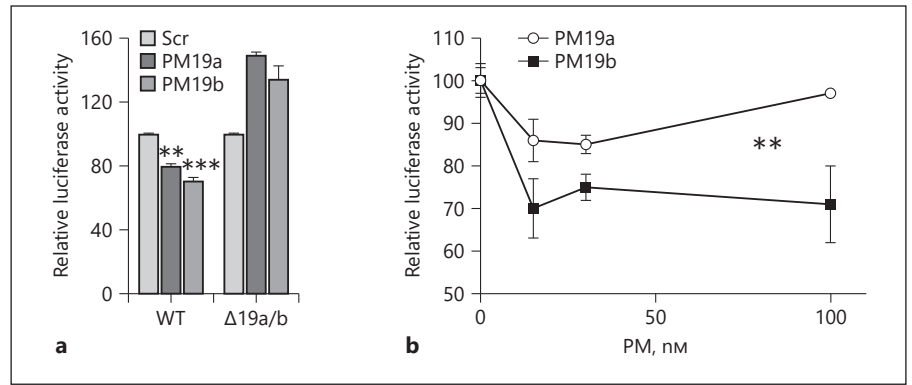 Relative luciferase activity
160
120
80
40
0
Scr
PM19a
PM19b
**
***
WT
Δ19a/b
a
Relative luciferase activity
110
100
90
80
70
60
50
PM19a
PM19b
**
0
50
100
PM, nM
b